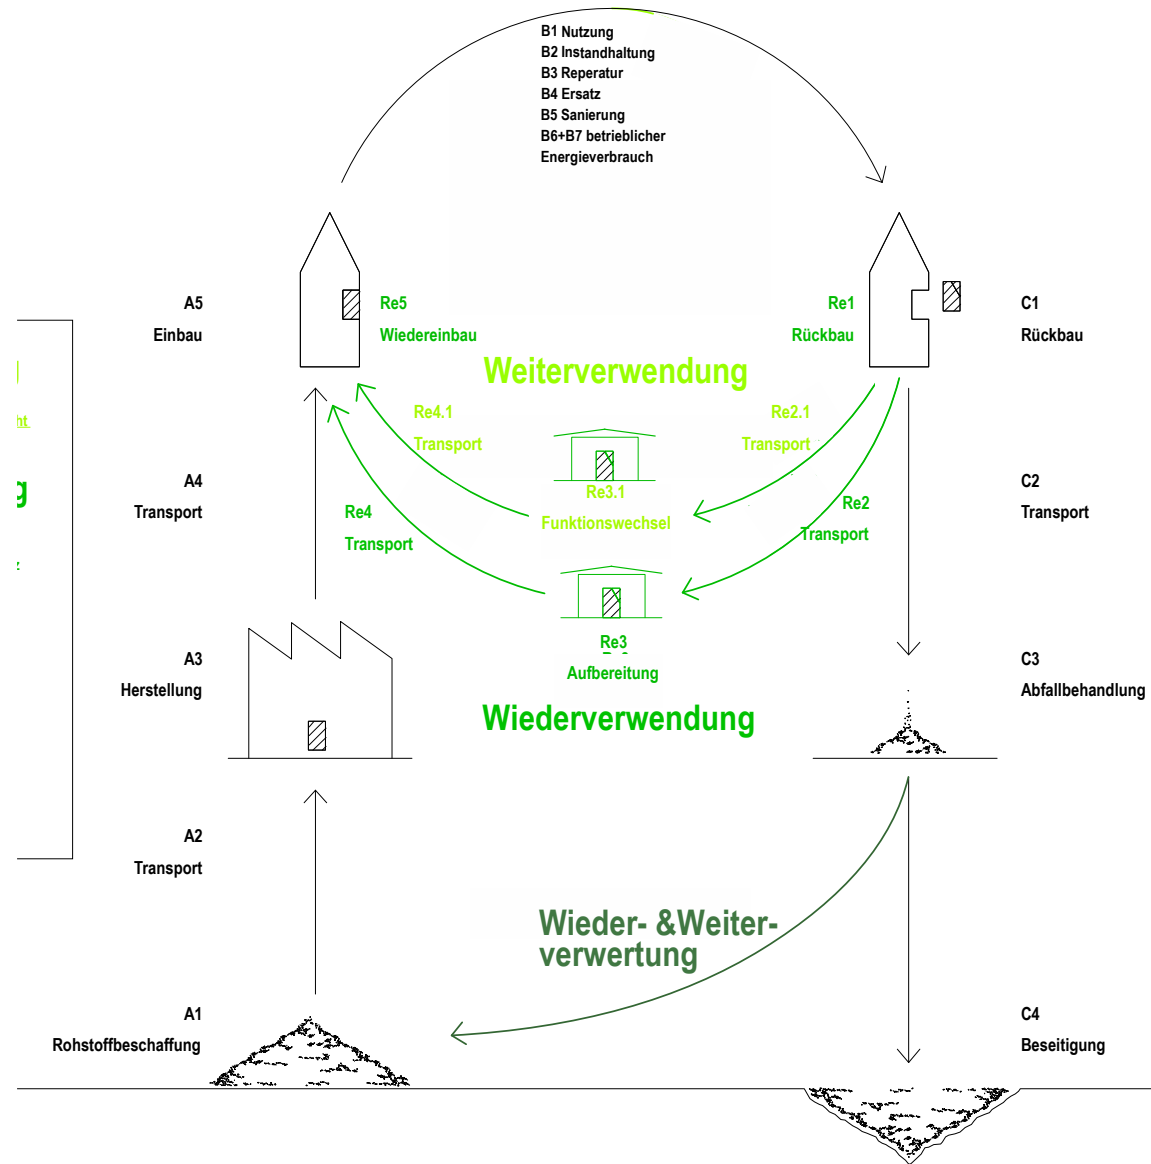 B1 Nutzung
B2 Instandhaltung
B3 Reperatur
B4 Ersatz
B5 Sanierung
B6+B7 betrieblicher
Energieverbrauch
A5
Einbau
Re5
Wiedereinbau
Re1
Rückbau
C1
Rückbau
Weiterverwendung
Re4.1
Transport
Re2.1
Transport
ht
g
A4
Transport
Re4
Transport
Re3.1
Funktionswechsel
Re2
Transport
C2
Transport
z
Re3
Aufbereitung
A3
Herstellung
C3
Abfallbehandlung
Wiederverwendung
A2
Transport
Wieder- &Weiter-
verwertung
A1
Rohstoffbeschaffung
C4
Beseitigung